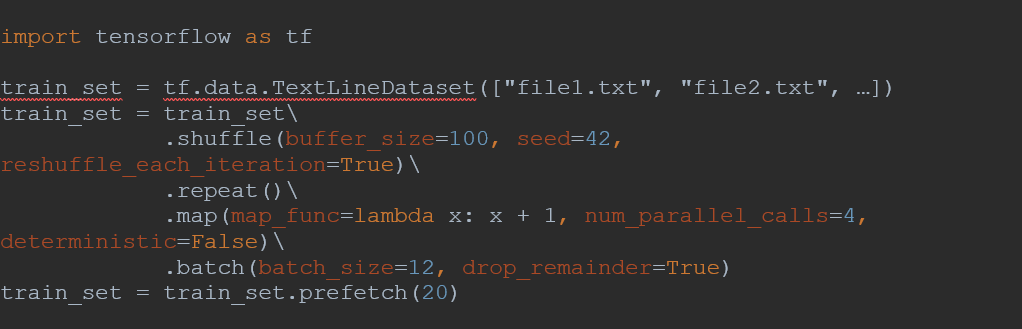 import tensorflow as tf
train_set = tf.data.TextLineDataset(["file1.txt", "file2.txt", …])
train_set = train_set\
.shuffle(buffer_size=100, seed=42,
reshuffle_each_iteration=True)\
.repeat()\
.map(map_func=lambda x: x + 1, num_parallel_calls=4,
deterministic=False)\
.batch(batch_size=12, drop_remainder=True)
train_set = train_set.prefetch(20)